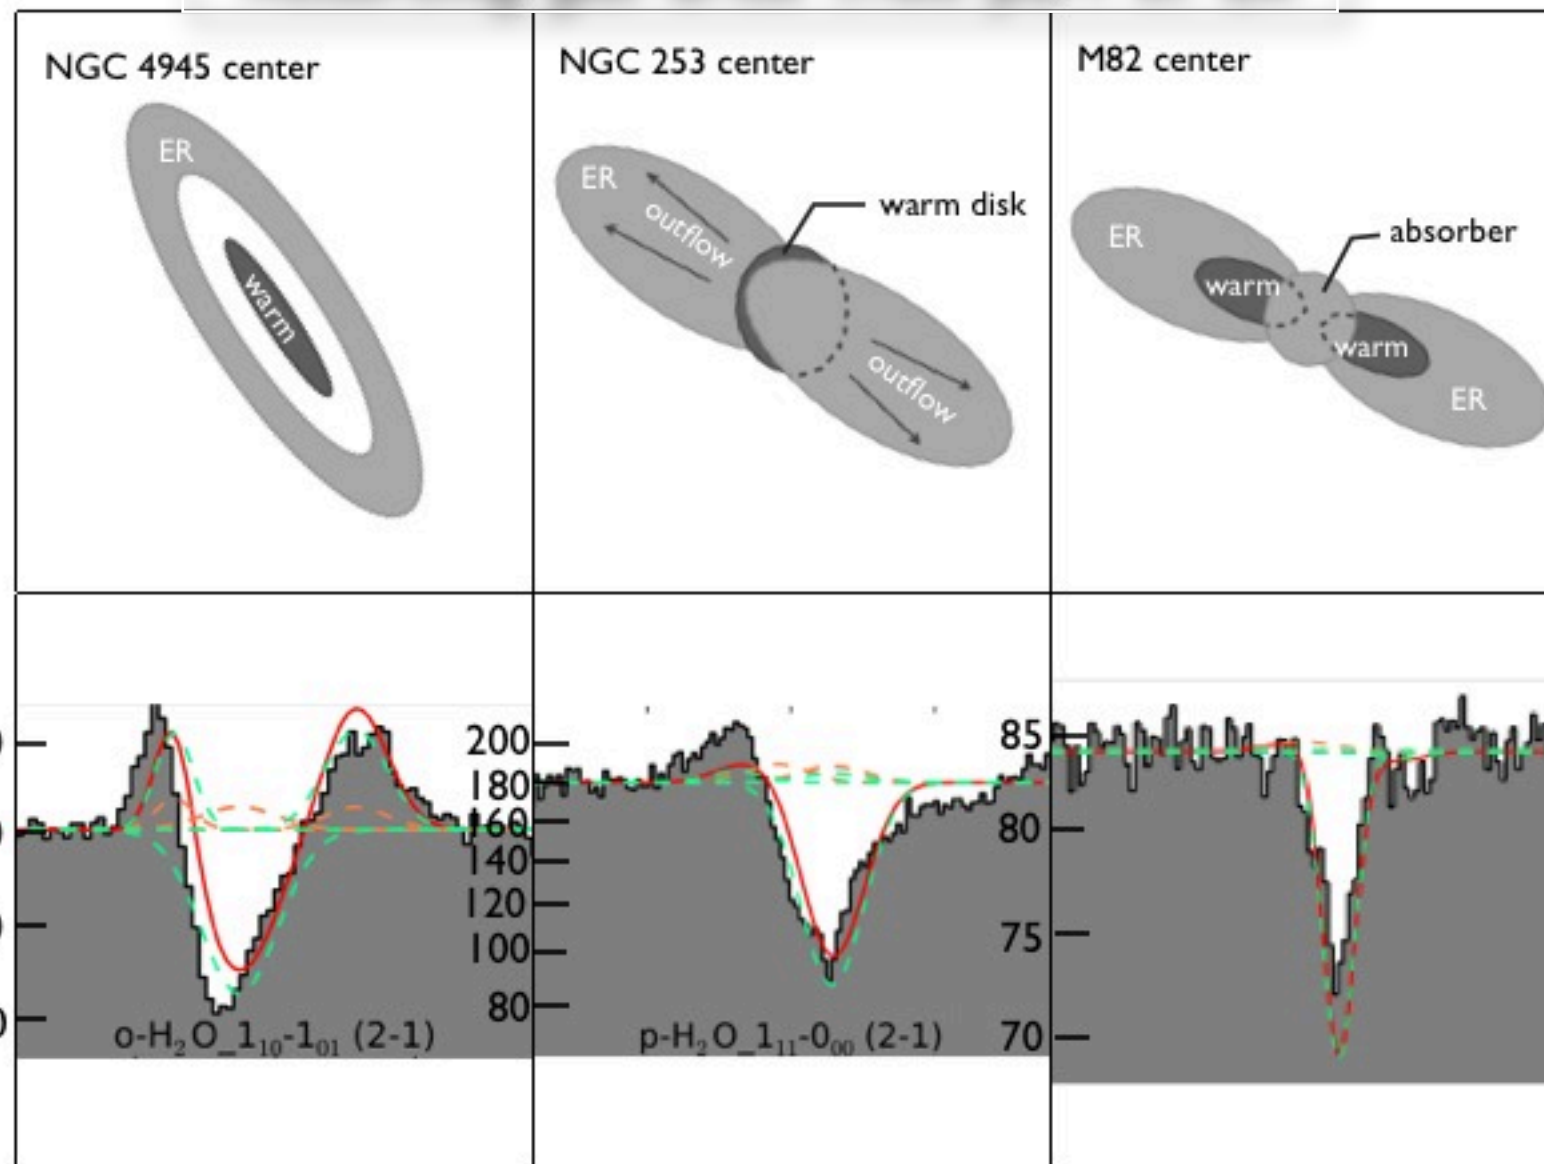 NGC 4945 center
ER
warm
NGC 253 center
ER
outflow
warm disk
outflow
M82 center
ER
warm
absorber
warm
ER
o-H₂O_1₁₀-1₀₁ (2-1)
200
180
160
140
120
100
80
p-H₂O_1₁₁-0₀₀ (2-1)
85
80
75
70